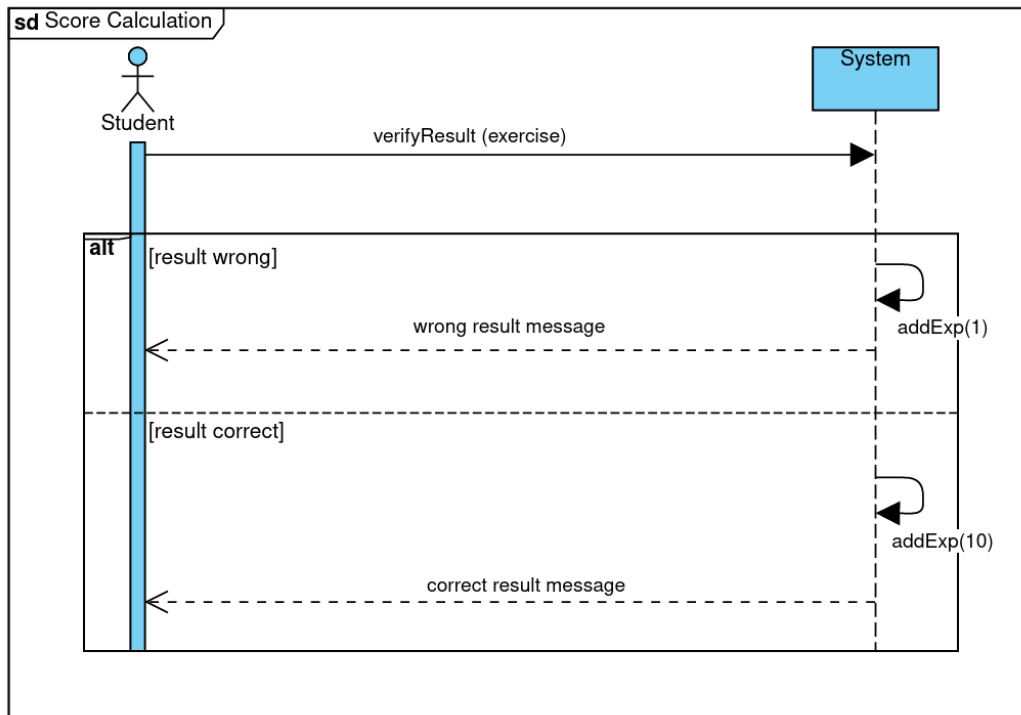 sd Score Calculation
Student
System
verifyResult (exercise)
alt
[result wrong]
addExp(1)
wrong result message
[result correct]
addExp(10)
correct result message